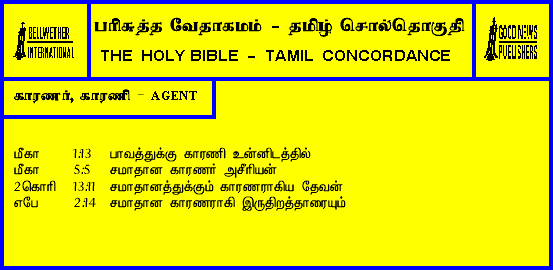 BELLWETHER
INTERNATIONAL
பரிசுத்த வேதாகமம் - தமிழ் சொல்தொகுதி
THE HOLY BIBLE - TAMIL CONCORDANCE
GOOD NEWS
PUBLISHERS
காரணர், காரணி - AGENT
மீகா 1:13 பாவத்துக்கு காரணி உன்னிடத்தில்
மீகா 5:5 சமாதான காரணர் அசீரியன்
2கொரி 13:11 சமாதானத்துக்கும் காரணராகிய தேவன்
எபே 2:14 சமாதான காரணராகி இருதிறத்தாரையும்